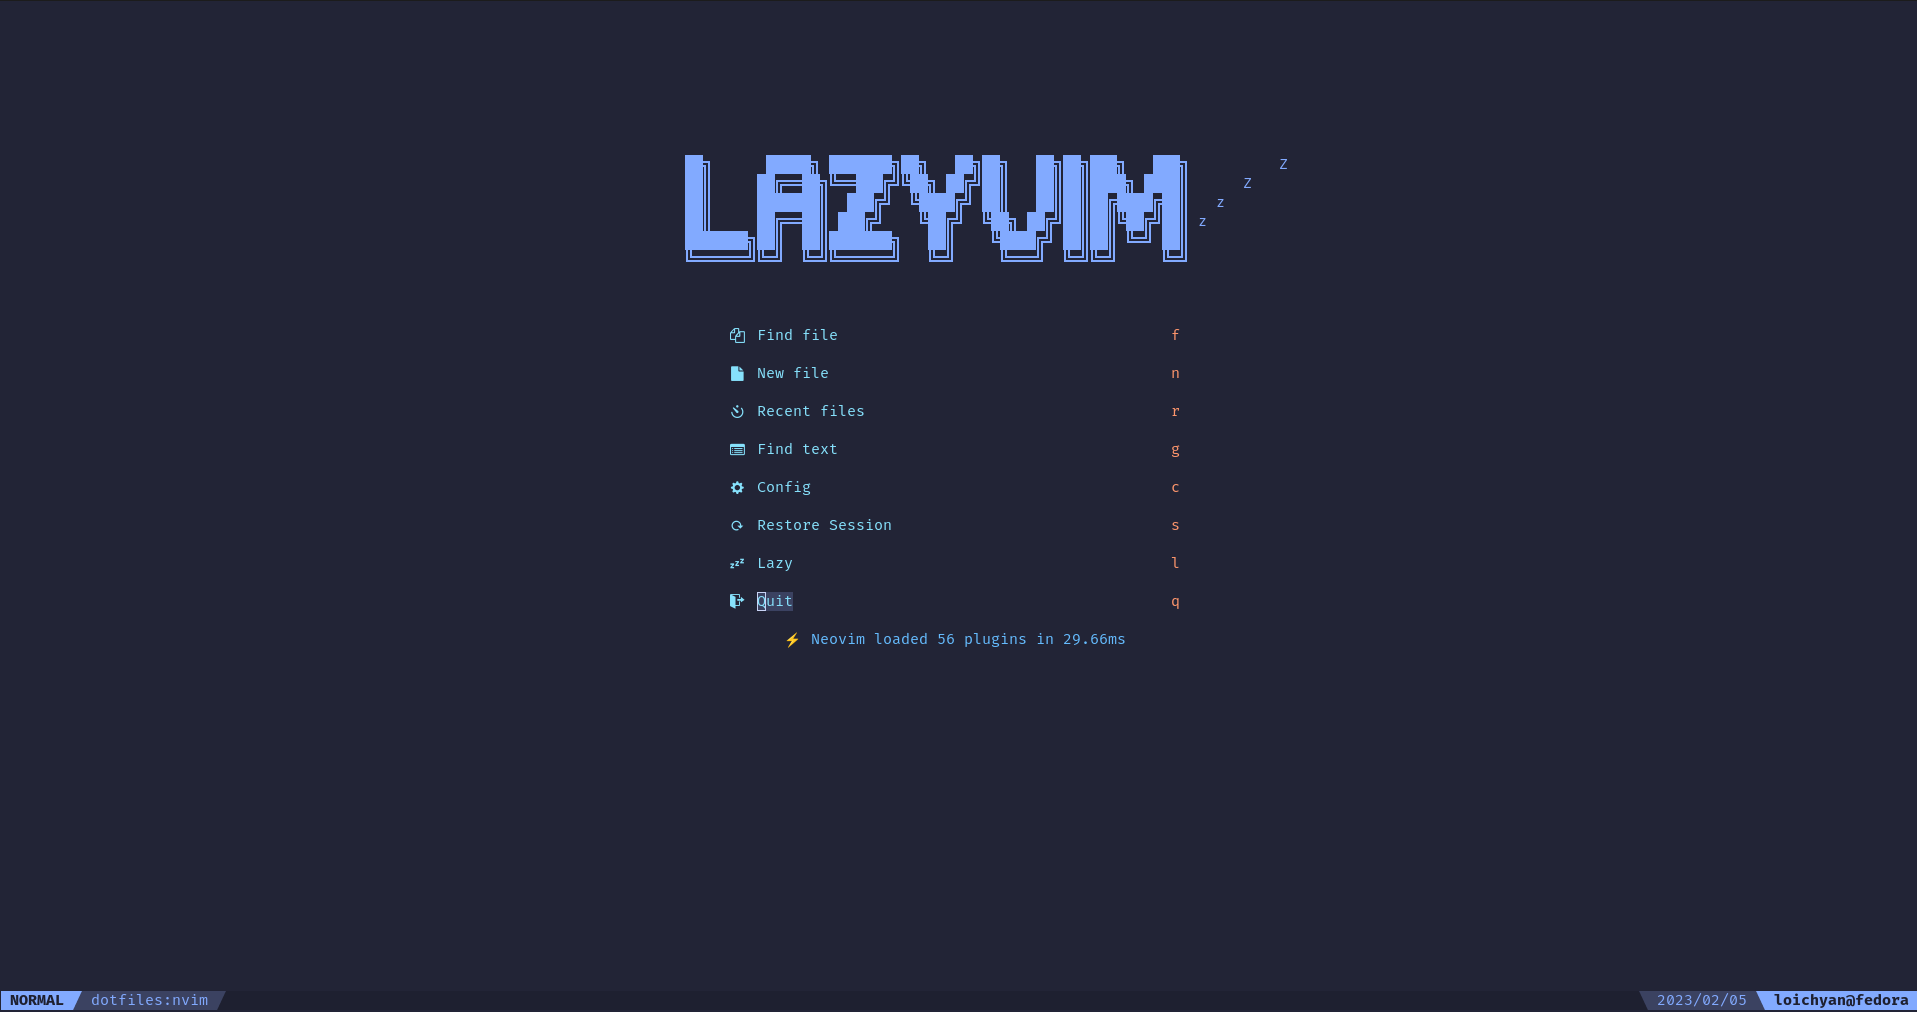 LAZYVIM
Z
Z
z
z
Find file f
New file n
Recent files r
Find text g
Config c
Restore Session s
zzz Lazy l
Quit q
⚡ Neovim loaded 56 plugins in 29.66ms
NORMAL dotfiles:nvim 2023/02/05 loichyan@fedora